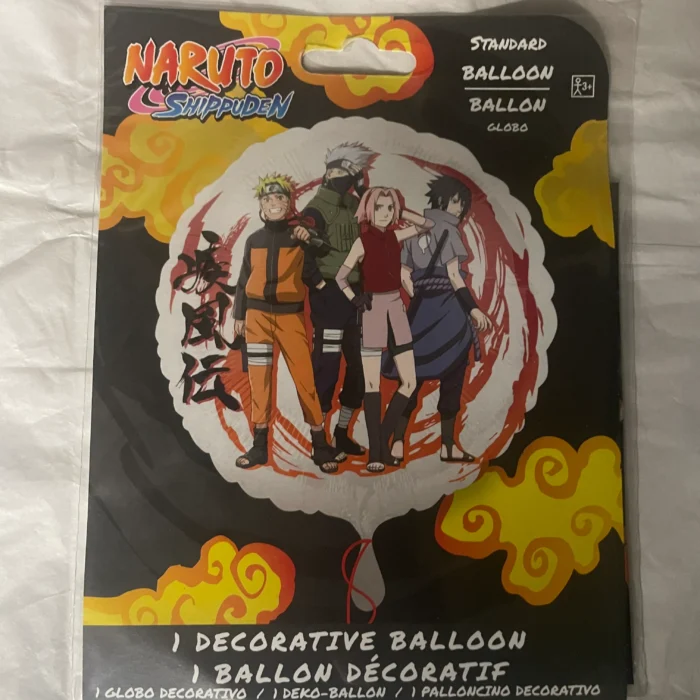 NARUTO
SHIPPUDEN
STANDARD
BALLOON
BALLON
GLOBO
3+
疾風伝
1 DECORATIVE BALLOON
1 BALLON DÉCORATIF
1 GLOBO DECORATIVO / 1 DEKO-BALLON / 1 PALLONCINO DECORATIVO